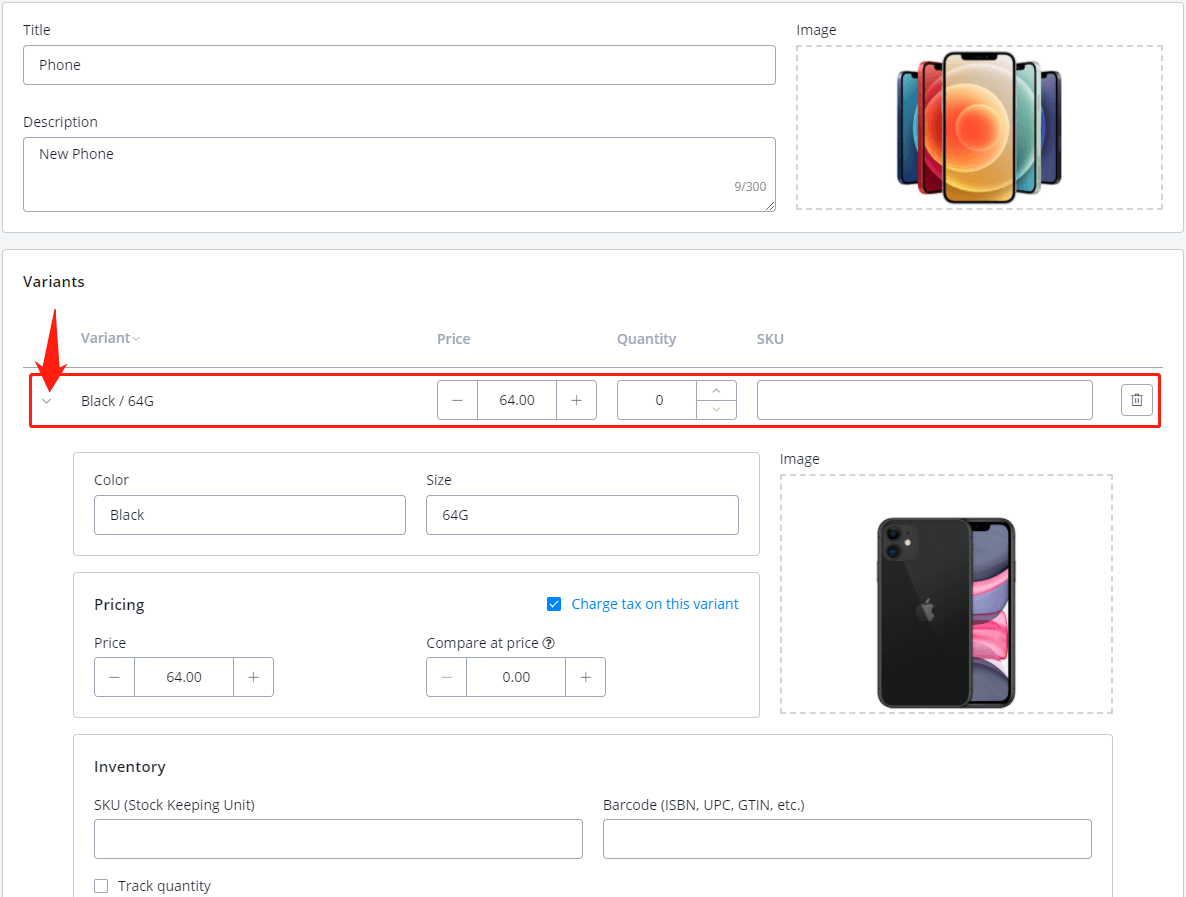 Title
Image
Phone
Description
New Phone
9/300
Variants
Variant Price Quantity SKU
Black / 64G 64.00 0
Color Size
Black 64G
Image
Pricing Charge tax on this variant
Price Compare at price
64.00 0.00
Inventory
SKU (Stock Keeping Unit) Barcode (ISBN, UPC, GTIN, etc.)
Track quantity